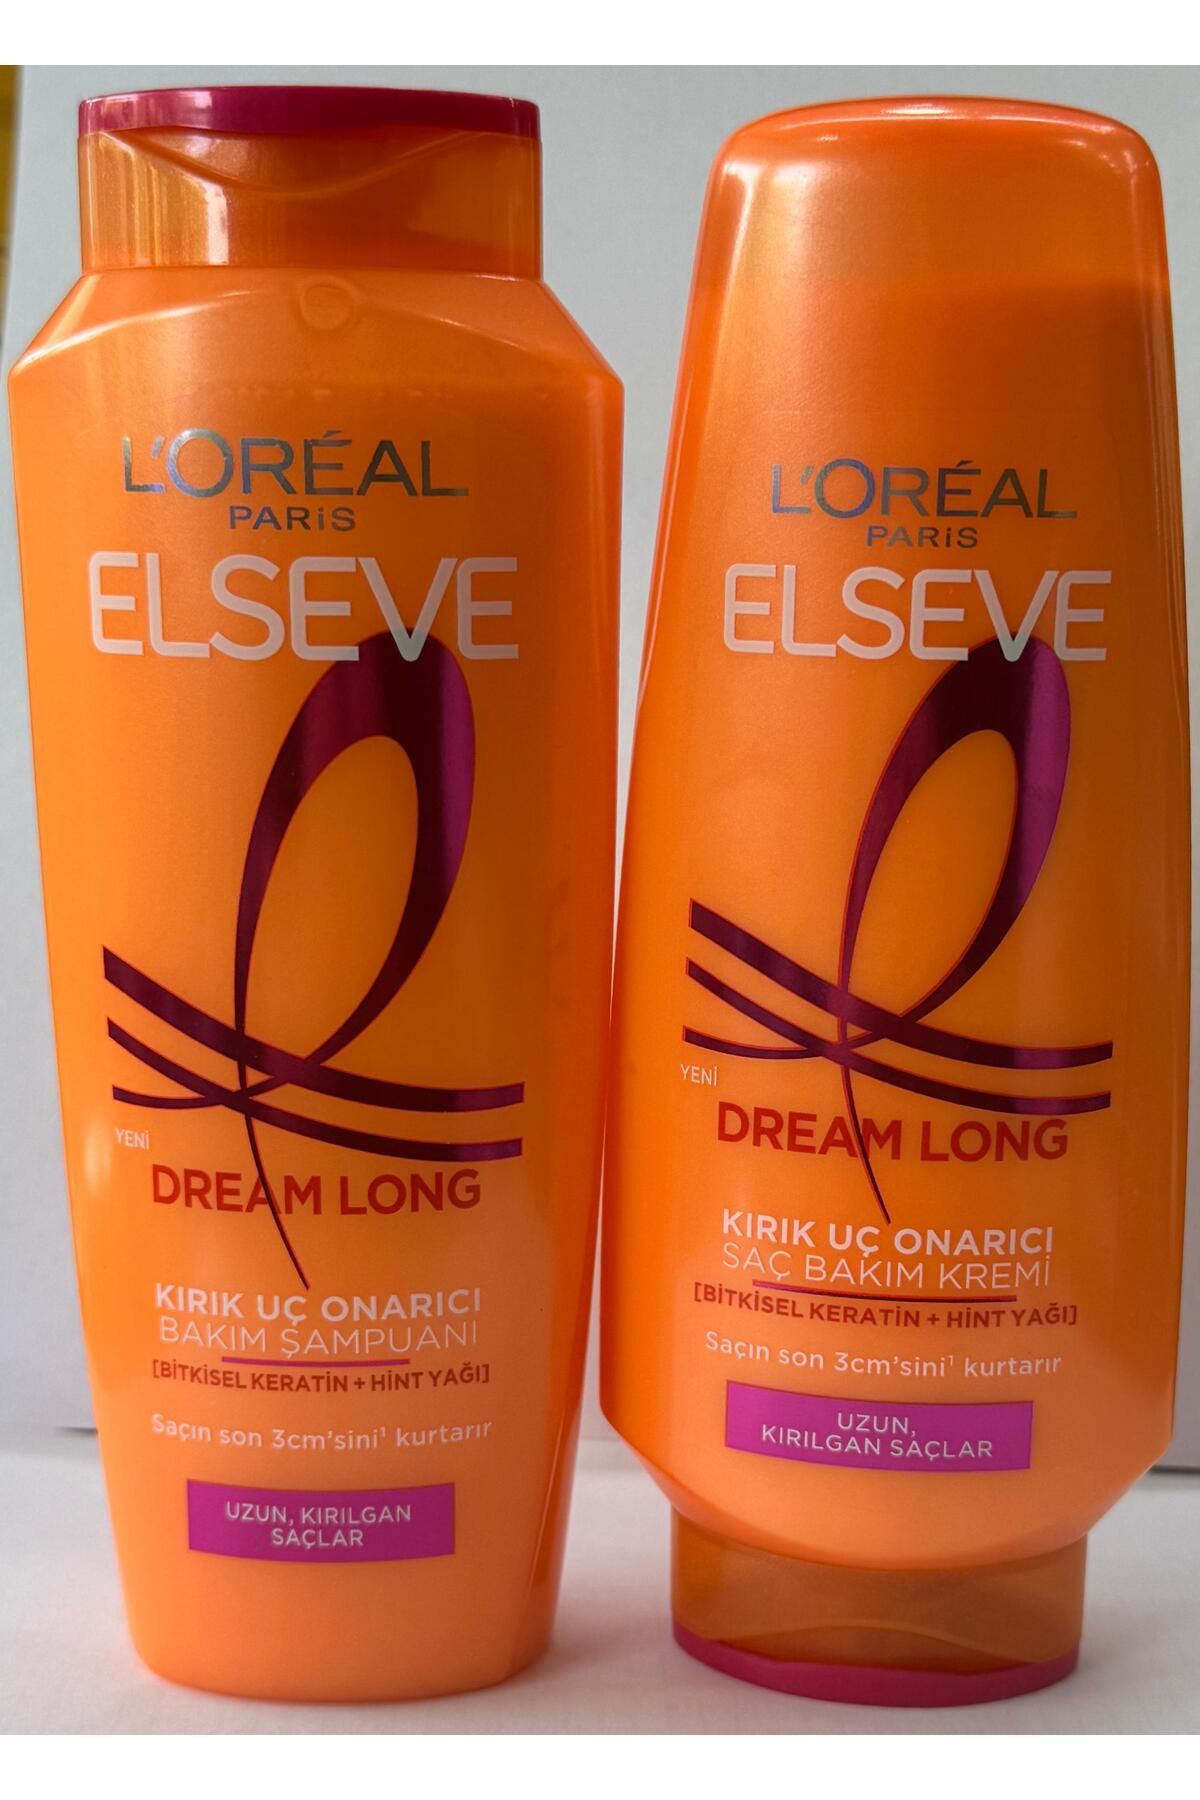 L'ORÉAL
PARiS
ELSEVE
YENİ
DREAM LONG
KIRIK UÇ ONARICI
BAKIM ŞAMPUANI
[BİTKİSEL KERATİN + HİNT YAĞI]
Saçın son 3cm'sini¹ kurtarır
UZUN, KIRILGAN
SAÇLAR
L'ORÉAL
PARiS
ELSEVE
YENİ
DREAM LONG
KIRIK UÇ ONARICI
SAÇ BAKIM KREMİ
[BİTKİSEL KERATİN + HİNT YAĞI]
Saçın son 3cm'sini¹ kurtarır
UZUN,
KIRILGAN SAÇLAR